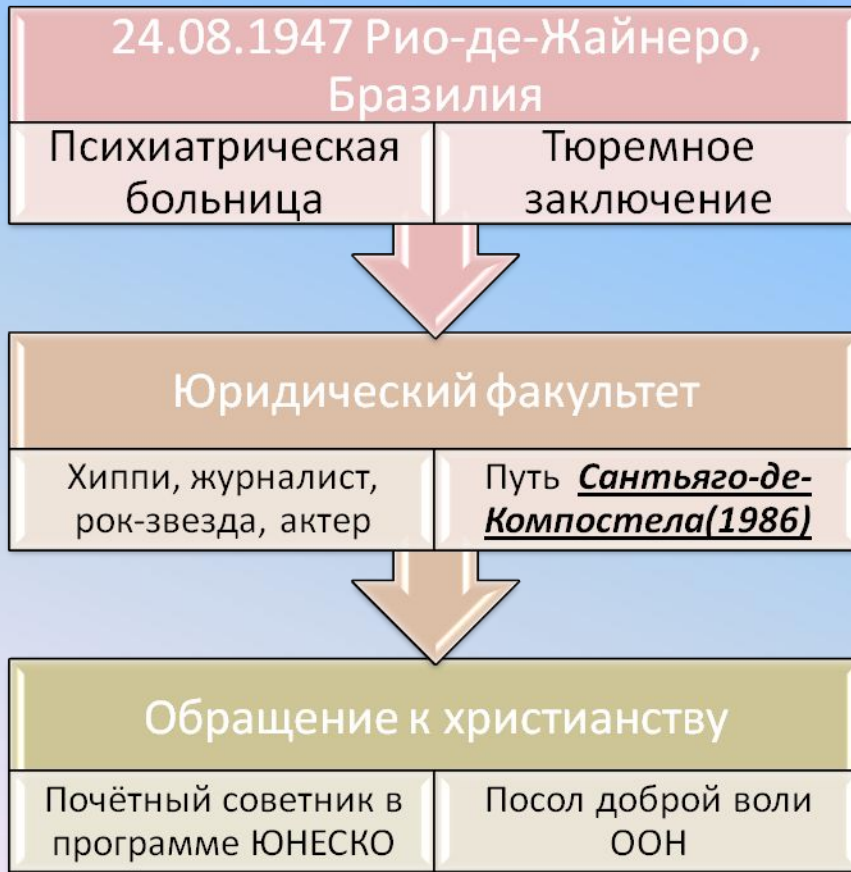 24.08.1947 Рио-де-Жайнеро,
Бразилия
Психиатрическая
больница
Тюремное
заключение
Юридический факультет
Хиппи, журналист,
рок-звезда, актер
Путь Сантьяго-де-
Компостела(1986)
Обращение к христианству
Почётный советник в
программе ЮНЕСКО
Посол доброй воли
ООН